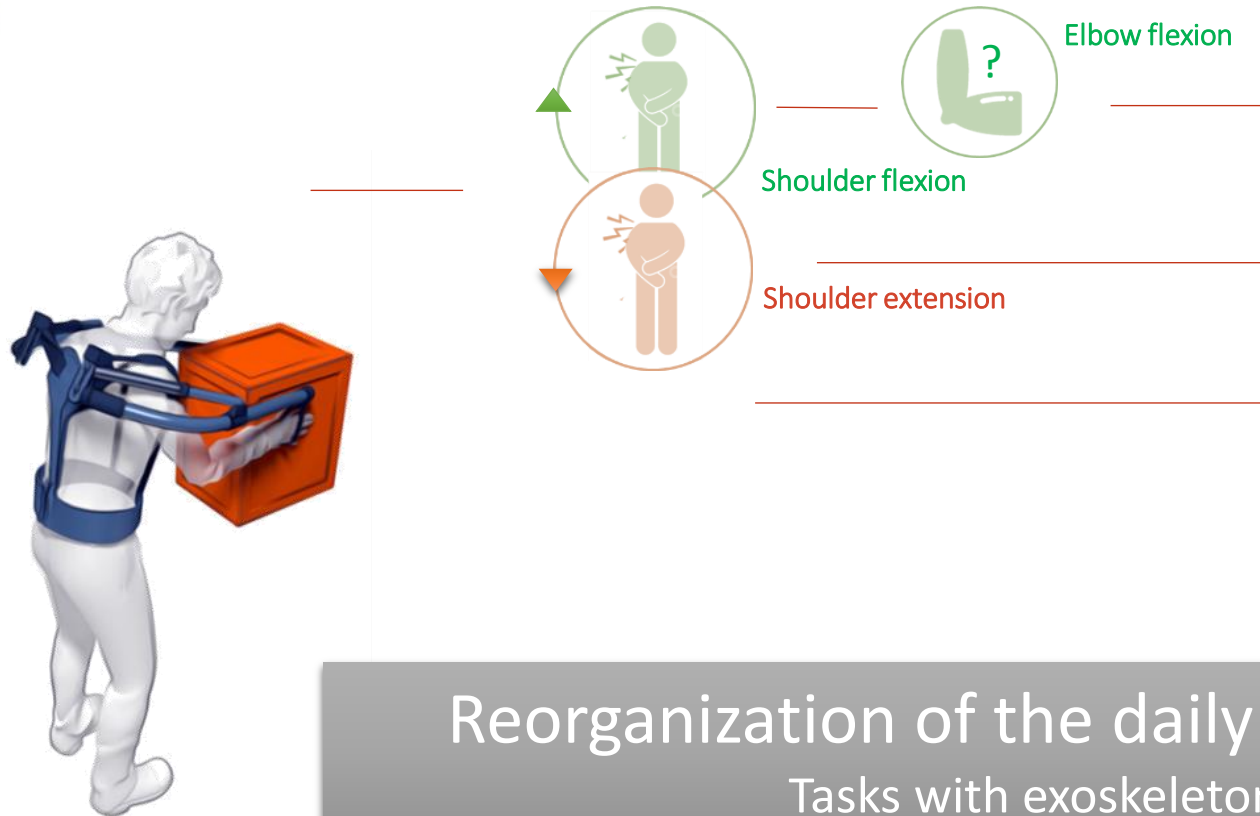 Elbow flexion
?
Shoulder flexion
Shoulder extension
Reorganization of the daily
Tasks with exoskeleton